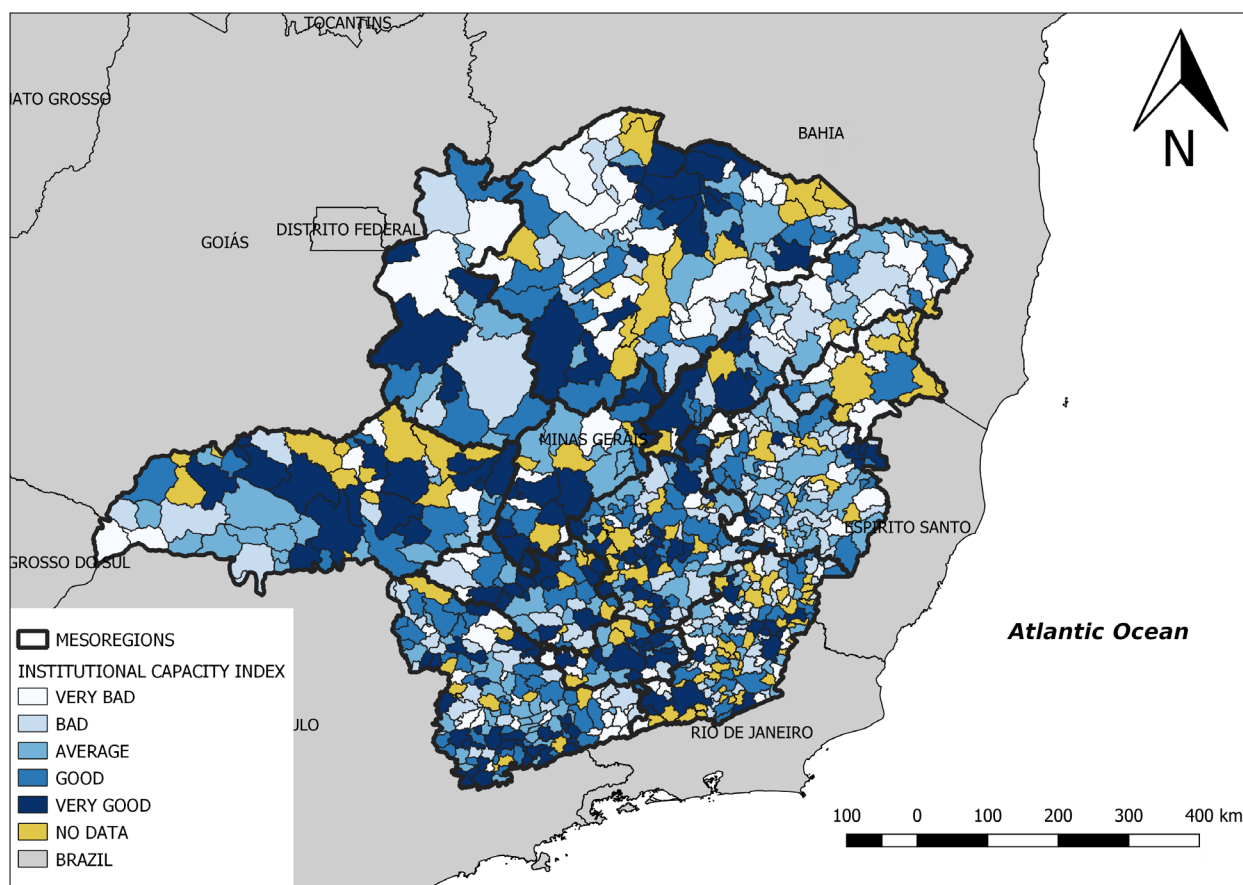 TOCANTINS
MATO GROSSO
BAHIA
N
DISTRITO FEDERAL
GOIÁS
MINAS GERAIS
ESPÍRITO SANTO
GROSSO DO SUL
Atlantic Ocean
MESOREGIONS
INSTITUTIONAL CAPACITY INDEX
VERY BAD
BAD
AVERAGE
GOOD
VERY GOOD
NO DATA
BRAZIL
ULO
RIO DE JANEIRO
100 0 100 200 300 400 km